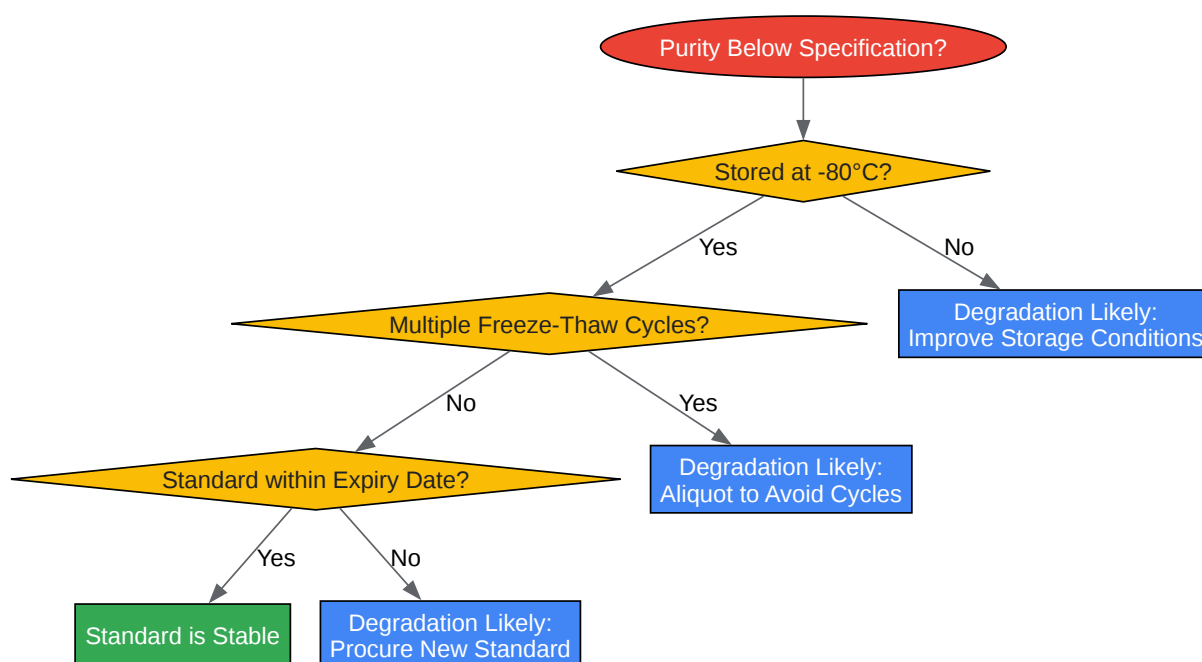 Purity Below Specification?
Stored at -80°C?
Yes
No
Degradation Likely:
Improve Storage Conditions
Multiple Freeze-Thaw Cycles?
No
Yes
Degradation Likely:
Aliquot to Avoid Cycles
Standard within Expiry Date?
Yes
No
Standard is Stable
Degradation Likely:
Procure New Standard